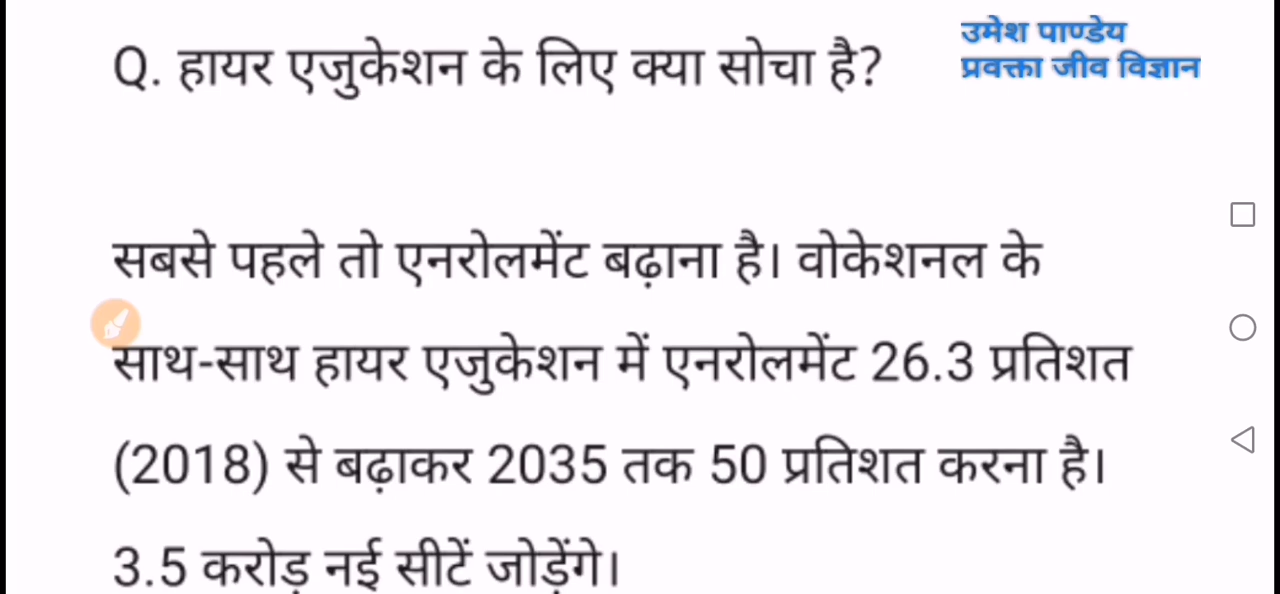 Q. हायर एजुकेशन के लिए क्या सोचा है?
उमेश पाण्डेय
प्रवक्ता जीव विज्ञान
सबसे पहले तो एनरोलमेंट बढ़ाना है। वोकेशनल के
साथ-साथ हायर एजुकेशन में एनरोलमेंट 26.3 प्रतिशत
(2018) से बढ़ाकर 2035 तक 50 प्रतिशत करना है।
3.5 करोड़ नई सीटें जोड़ेंगे।